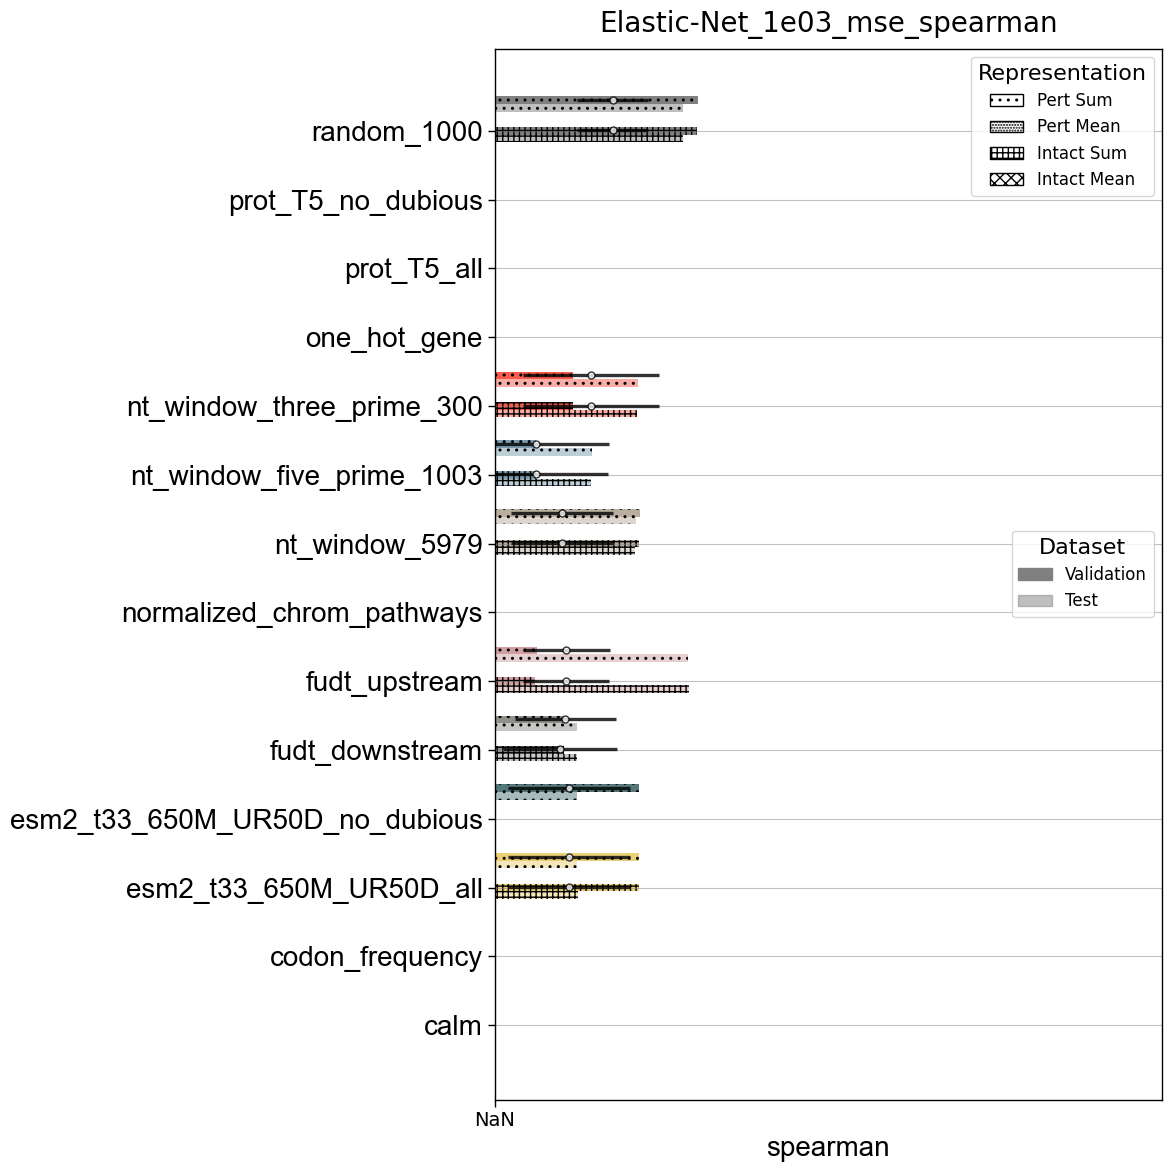 Elastic-Net_1e03_mse_spearman
Representation
Pert Sum
Pert Mean
Intact Sum
Intact Mean
random_1000
prot_T5_no_dubious
prot_T5_all
one_hot_gene
nt_window_three_prime_300
nt_window_five_prime_1003
nt_window_5979
Dataset
Validation
Test
normalized_chrom_pathways
fudt_upstream
fudt_downstream
esm2_t33_650M_UR50D_no_dubious
esm2_t33_650M_UR50D_all
codon_frequency
calm
NaN
spearman